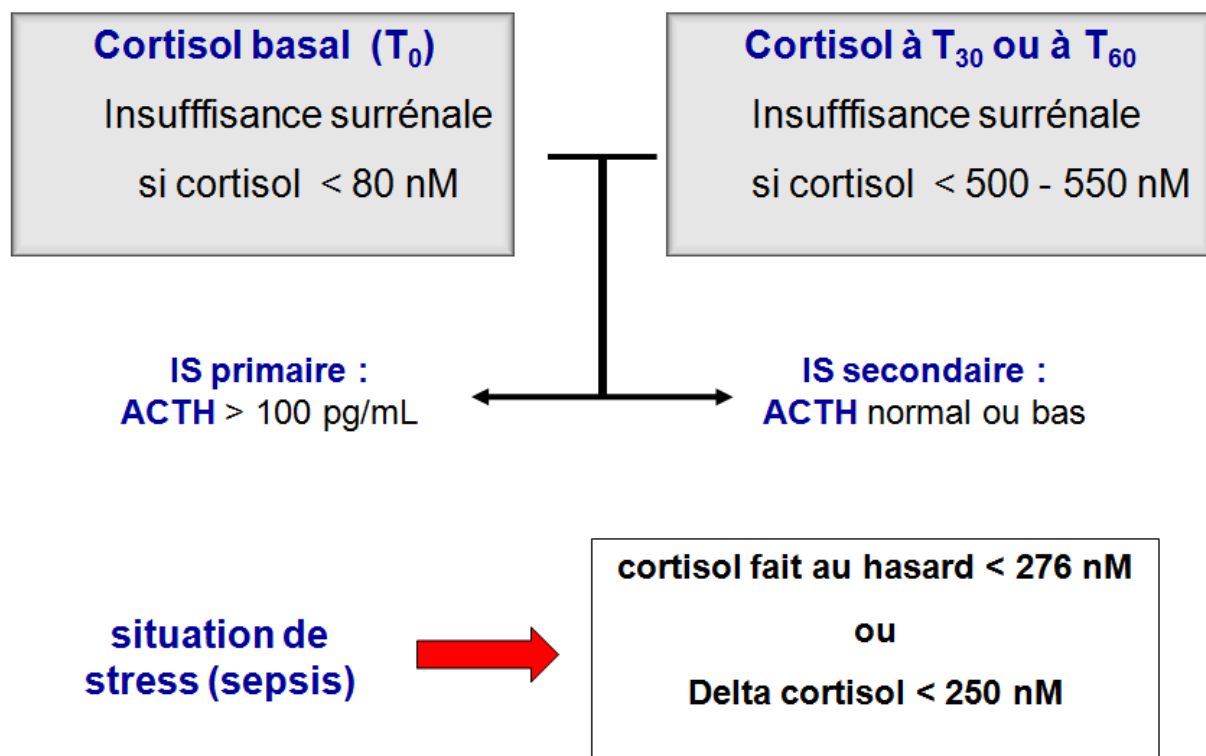 Cortisol basal (T0)
Insufffisance surrénale
si cortisol < 80 nM
Cortisol à T30 ou à T60
Insufffisance surrénale
si cortisol < 500 - 550 nM
IS primaire :
ACTH > 100 pg/mL
IS secondaire :
ACTH normal ou bas
situation de
stress (sepsis)
cortisol fait au hasard < 276 nM
ou
Delta cortisol < 250 nM